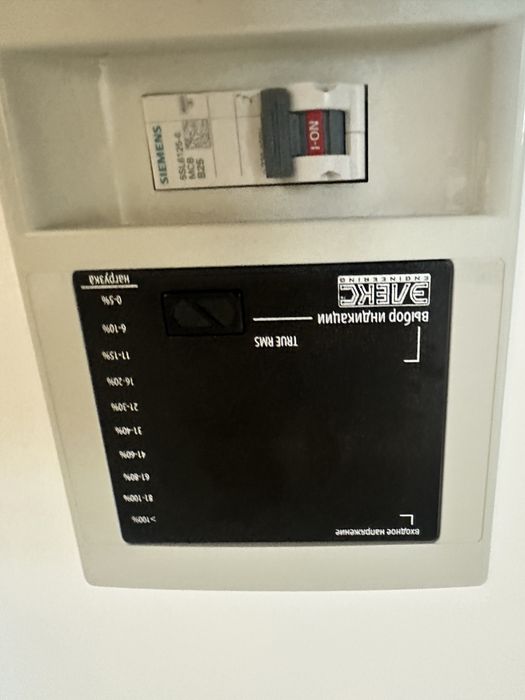 SIEMENS
5SL6125-6
MCB
B25
I-ON
входное напряжение
>100%
81-100%
61-80%
41-60%
31-40%
21-30%
16-20%
11-15%
6-10%
0-5%
нагрузка
TRUE RMS
Выбор индикации
ЭЛЕКС
ENGINEERING